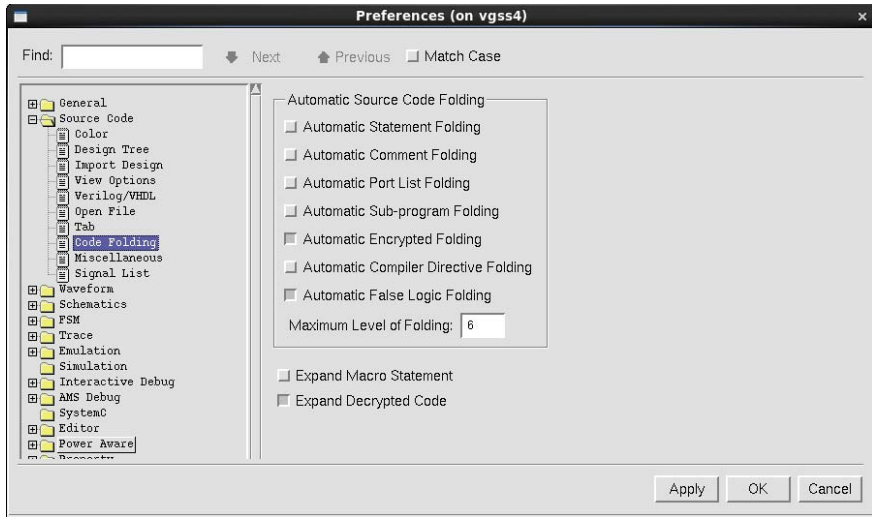 Preferences (on vgss4)
Find: Next Previous Match Case
General
Source Code
Color
Design Tree
Import Design
View Options
Verilog/VHDL
Open File
Tab
Code Folding
Miscellaneous
Signal List
Waveform
Schematics
FSM
Trace
Emulation
Simulation
Interactive Debug
AMS Debug
SystemC
Editor
Power Aware
Automatic Source Code Folding
Automatic Statement Folding
Automatic Comment Folding
Automatic Port List Folding
Automatic Sub-program Folding
Automatic Encrypted Folding
Automatic Compiler Directive Folding
Automatic False Logic Folding
Maximum Level of Folding: 6
Expand Macro Statement
Expand Decrypted Code
Apply OK Cancel